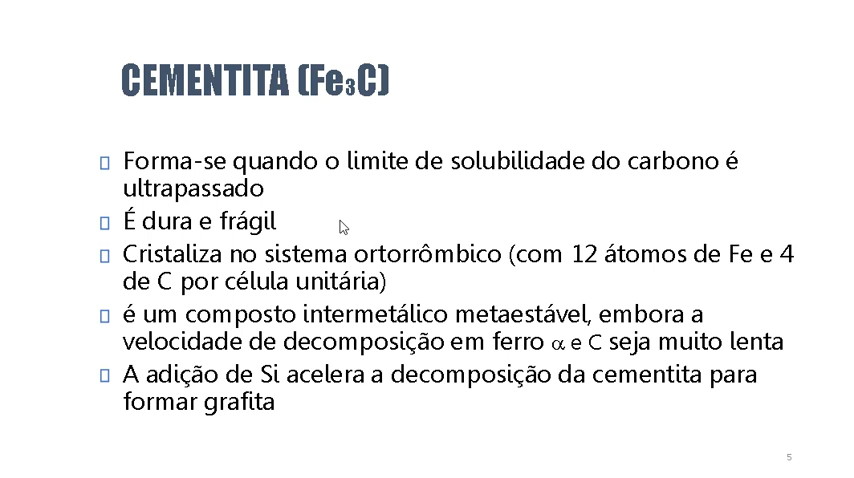 CEMENTITA (Fe₃C)
Forma-se quando o limite de solubilidade do carbono é
ultrapassado
É dura e frágil
Cristaliza no sistema ortorrômbico (com 12 átomos de Fe e 4
de C por célula unitária)
é um composto intermetálico metaestável, embora a
velocidade de decomposição em ferro α e C seja muito lenta
A adição de Si acelera a decomposição da cementita para
formar grafita
5